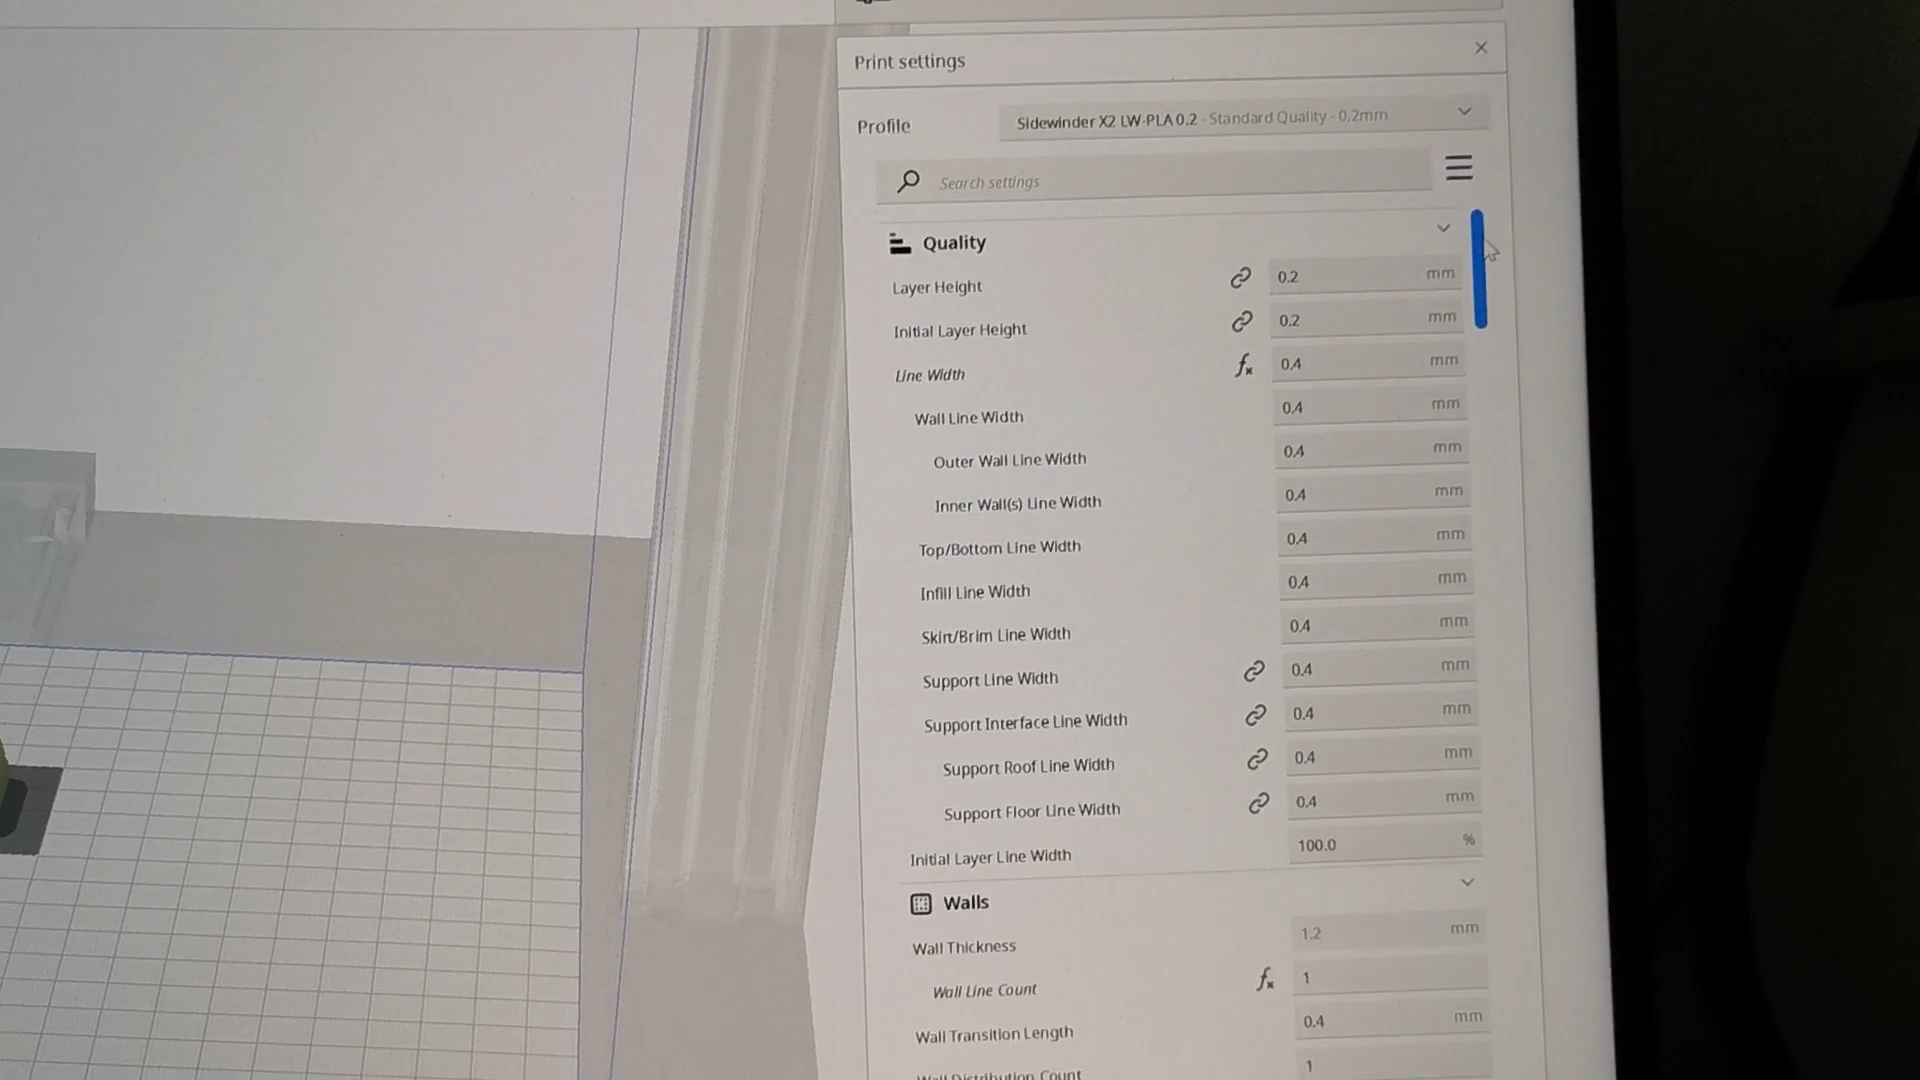 Print settings
Profile
Sidewinder X2 LW-PLA 0.2 - Standard Quality - 0.2mm
Search settings
Quality
Layer Height 0.2 mm
Initial Layer Height 0.2 mm
Line Width 0.4 mm
Wall Line Width 0.4 mm
Outer Wall Line Width 0.4 mm
Inner Wall(s) Line Width 0.4 mm
Top/Bottom Line Width 0.4 mm
Infill Line Width 0.4 mm
Skirt/Brim Line Width 0.4 mm
Support Line Width 0.4 mm
Support Interface Line Width 0.4 mm
Support Roof Line Width 0.4 mm
Support Floor Line Width 0.4 mm
Initial Layer Line Width 100.0 %
Walls
Wall Thickness 1.2 mm
Wall Line Count 1
Wall Transition Length 0.4 mm
Wall Distribution Count 1